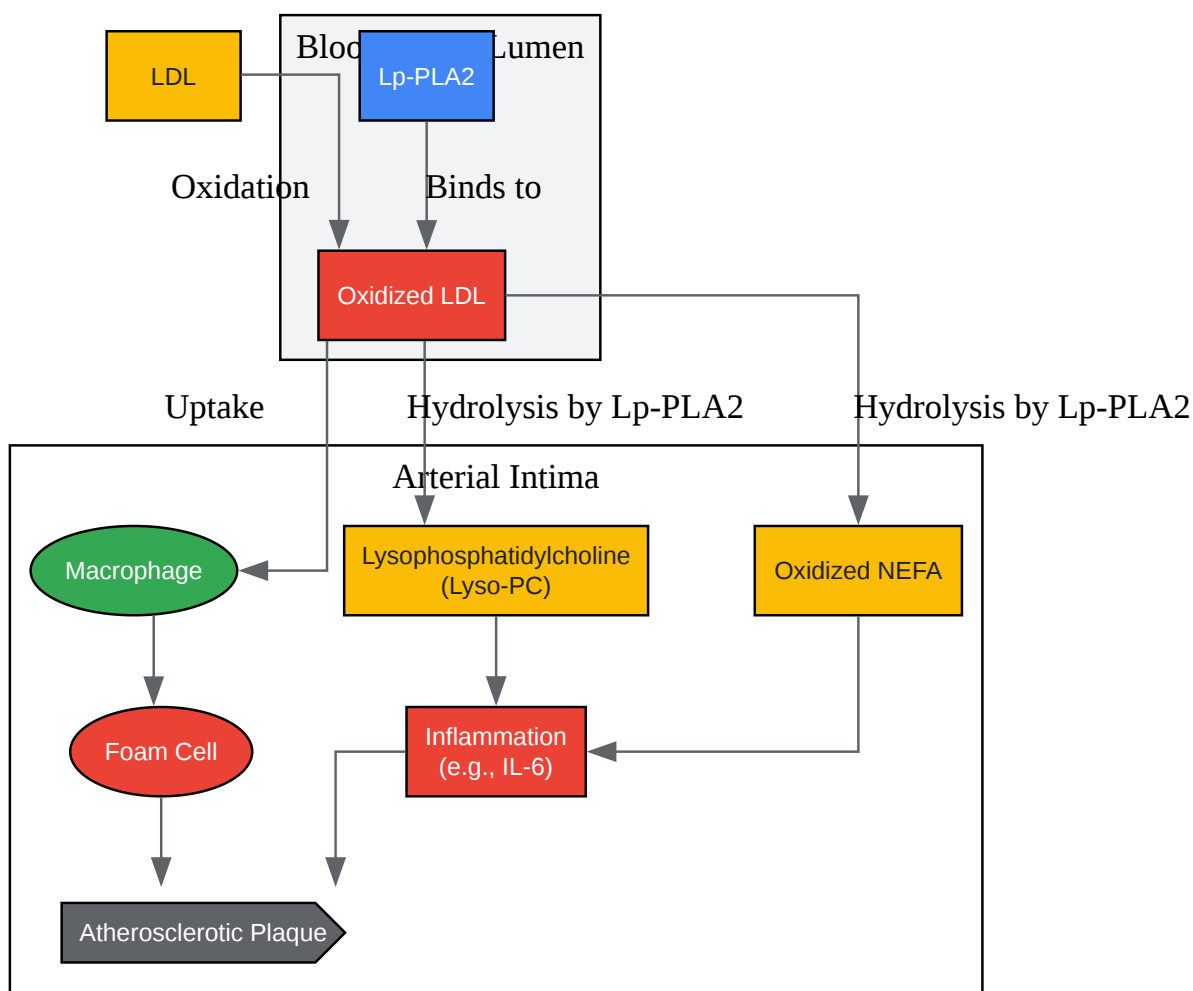 Bloo
Lumen
LDL
Lp-PLA2
Oxidation
Binds to
Oxidized LDL
Uptake
Hydrolysis by Lp-PLA2
Hydrolysis by Lp-PLA2
Arterial Intima
Macrophage
Lysophosphatidylcholine
(Lyso-PC)
Oxidized NEFA
Foam Cell
Inflammation
(e.g., IL-6)
Atherosclerotic Plaque